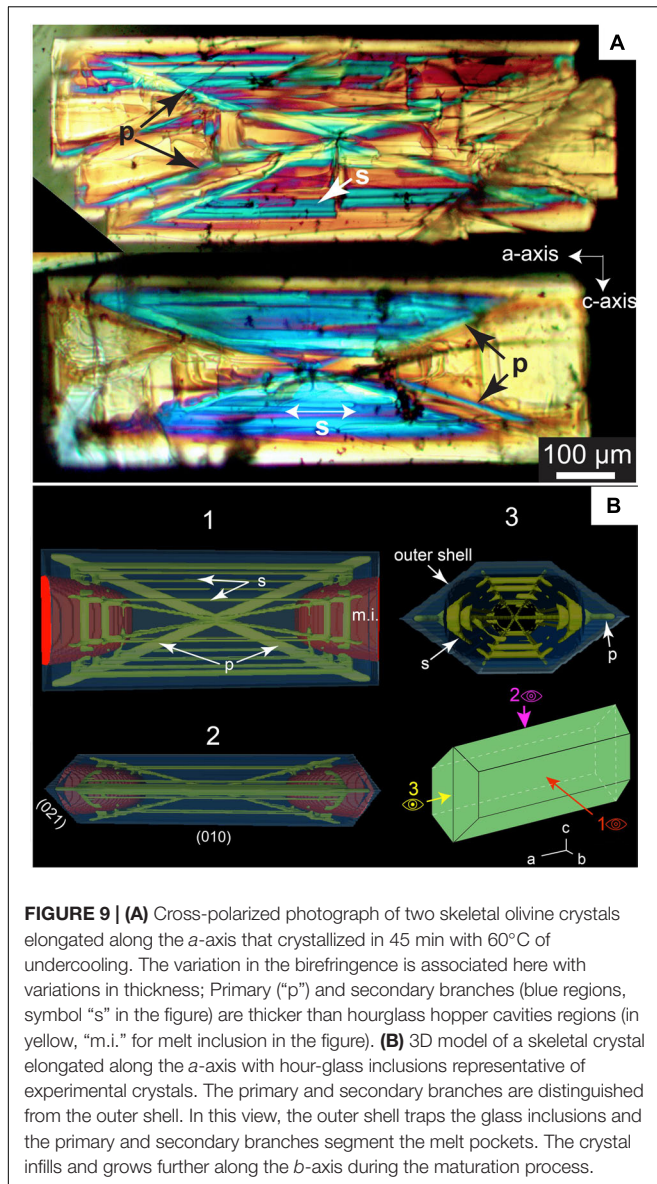 A
p
s
a-axis
c-axis
p
s
100 µm
B
1
3
outer shell
s
m.i.
p
s
p
2
2
(021)
(010)
3
1
c
a
b
FIGURE 9 | (A) Cross-polarized photograph of two skeletal olivine crystals
elongated along the a-axis that crystallized in 45 min with 60°C of
undercooling. The variation in the birefringence is associated here with
variations in thickness; Primary (“p”) and secondary branches (blue regions,
symbol “s” in the figure) are thicker than hourglass hopper cavities regions (in
yellow, “m.i.” for melt inclusion in the figure). (B) 3D model of a skeletal crystal
elongated along the a-axis with hour-glass inclusions representative of
experimental crystals. The primary and secondary branches are distinguished
from the outer shell. In this view, the outer shell traps the glass inclusions and
the primary and secondary branches segment the melt pockets. The crystal
infills and grows further along the b-axis during the maturation process.